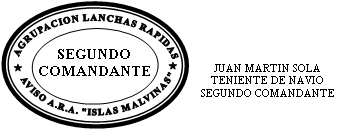 AGRUPACION LANCHAS RAPIDAS
SEGUNDO
COMANDANTE
AVISO A.R.A. "ISLAS MALVINAS"
JUAN MARTIN SOLA
TENIENTE DE NAVIO
SEGUNDO COMANDANTE